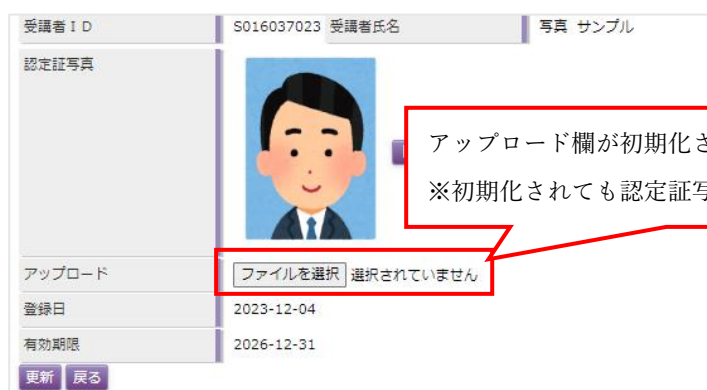 受講者ID S016037023 受講者氏名 写真 サンプル
認定証写真
アップロード欄が初期化さ
※初期化されても認定証写
アップロード ファイルを選択 選択されていません
登録日 2023-12-04
有効期限 2026-12-31
更新 戻る